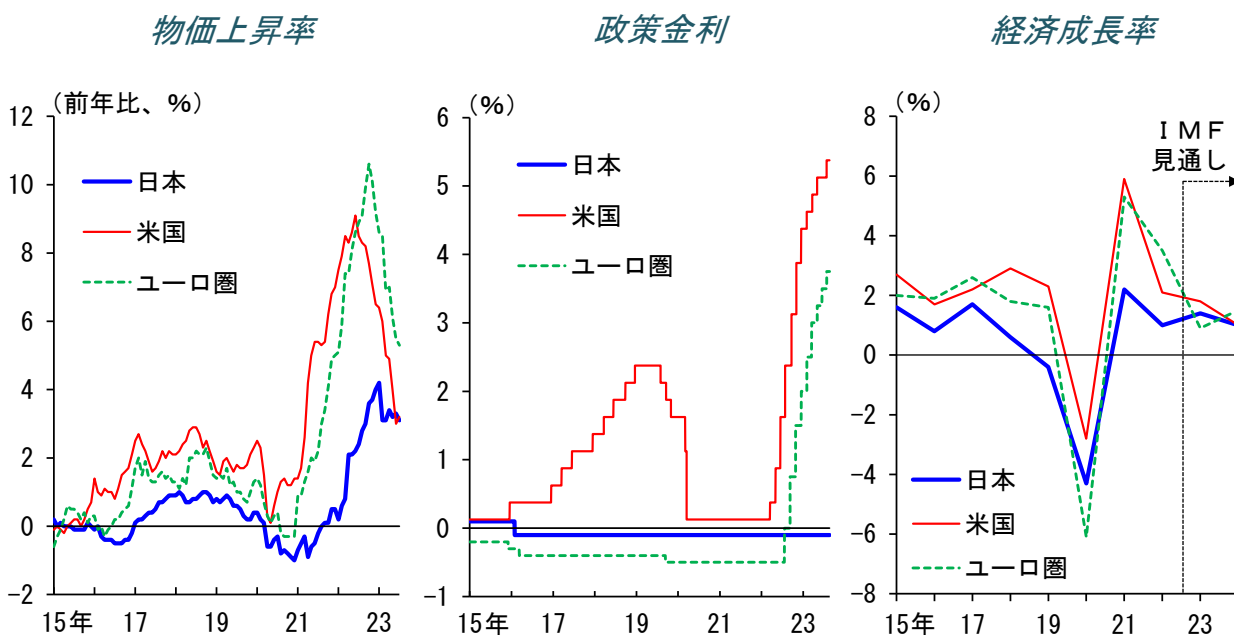 物価上昇率
政策金利
経済成長率
（前年比、%）
12
10
8
6
4
2
0
−2
日本
米国
ユーロ圏
15年
17
19
21
23
（%）
6
5
4
3
2
1
0
−1
日本
米国
ユーロ圏
15年
17
19
21
23
（%）
8
6
4
2
0
−2
−4
−6
−8
ＩＭＦ
見通し
日本
米国
ユーロ圏
15年
17
19
21
23